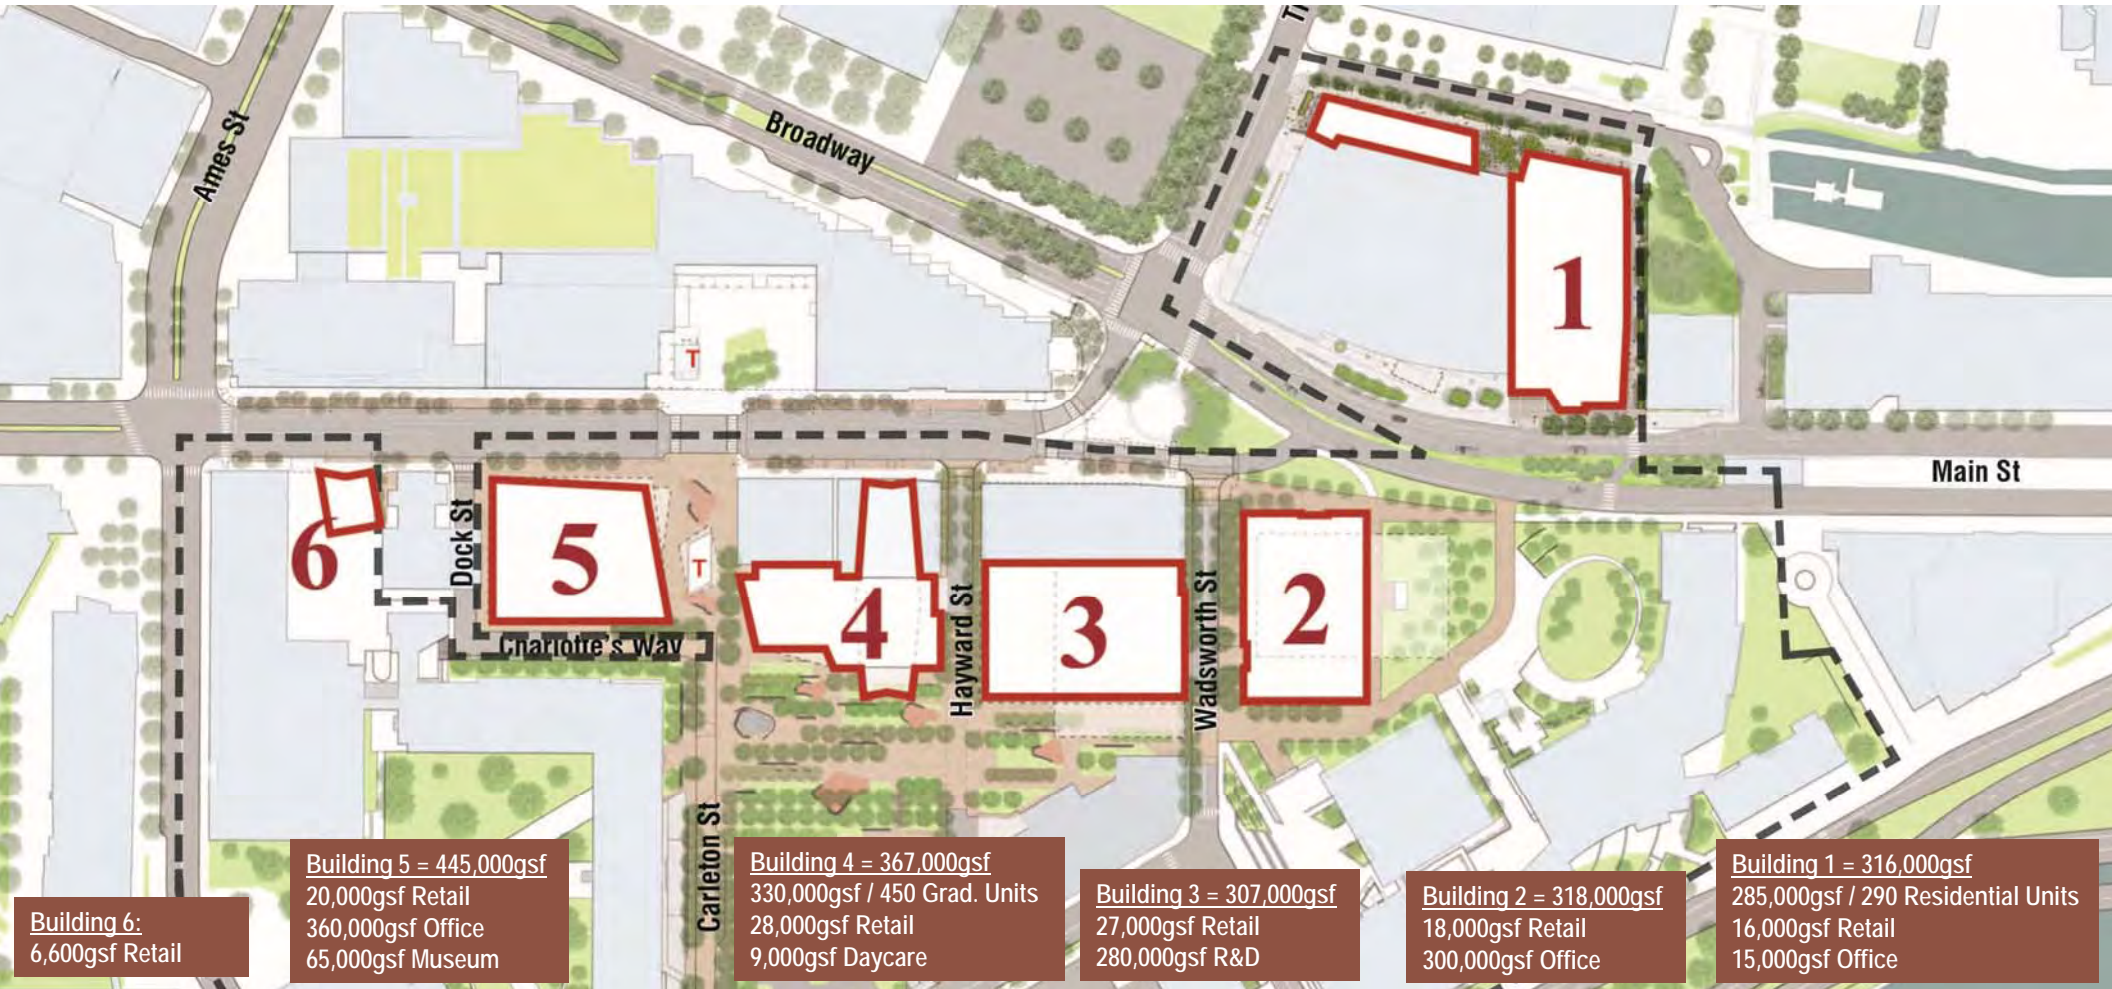 Ames St
Broadway
1
T
Main St
6
Dock St
5
T
4
Hayward St
3
Wadsworth St
2
Charlotte's Way
Carleton St
Building 6:
6,600gsf Retail
Building 5 = 445,000gsf
20,000gsf Retail
360,000gsf Office
65,000gsf Museum
Building 4 = 367,000gsf
330,000gsf / 450 Grad. Units
28,000gsf Retail
9,000gsf Daycare
Building 3 = 307,000gsf
27,000gsf Retail
280,000gsf R&D
Building 2 = 318,000gsf
18,000gsf Retail
300,000gsf Office
Building 1 = 316,000gsf
285,000gsf / 290 Residential Units
16,000gsf Retail
15,000gsf Office